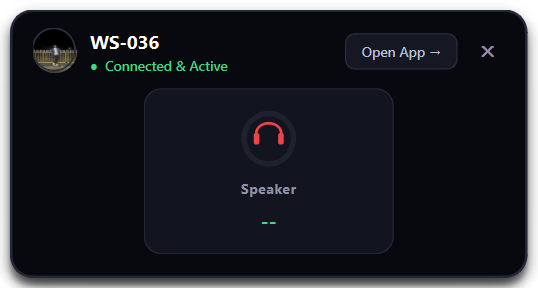 WS-036
● Connected & Active
Open App →
✕
Speaker
--